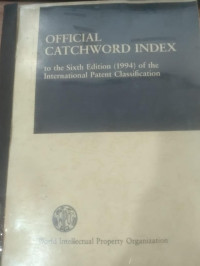 OFFICIAL
CATCHWORD INDEX
to the Sixth Edition (1994) of the
International Patent Classification
World Intellectual Property Organization